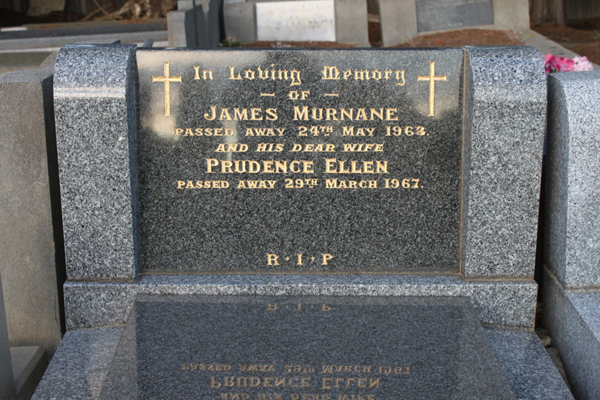 In Loving Memory
— OF —
JAMES MURNANE
PASSED AWAY 24TH MAY 1963.
AND HIS DEAR WIFE
PRUDENCE ELLEN
PASSED AWAY 29TH MARCH 1967.
R · I · P